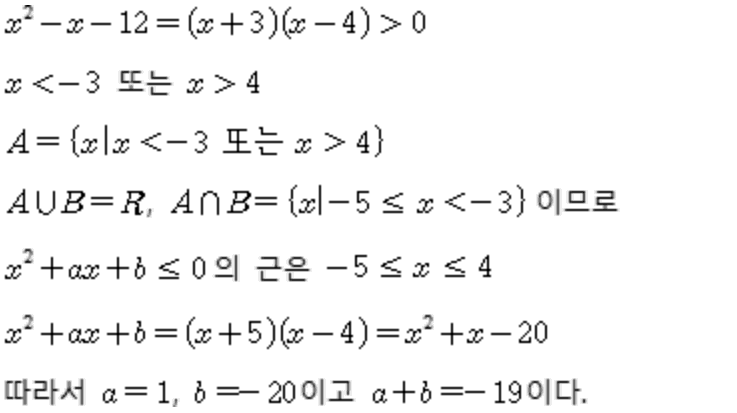 x² − x − 12 = (x + 3)(x − 4) > 0
x < −3 또는 x > 4
A = {x|x < −3 또는 x > 4}
A∪B = R, A∩B = {x|−5 ≤ x < −3} 이므로
x² + ax + b ≤ 0 의 근은 −5 ≤ x ≤ 4
x² + ax + b = (x + 5)(x − 4) = x² + x − 20
따라서 a = 1, b = −20이고 a + b = −19이다.